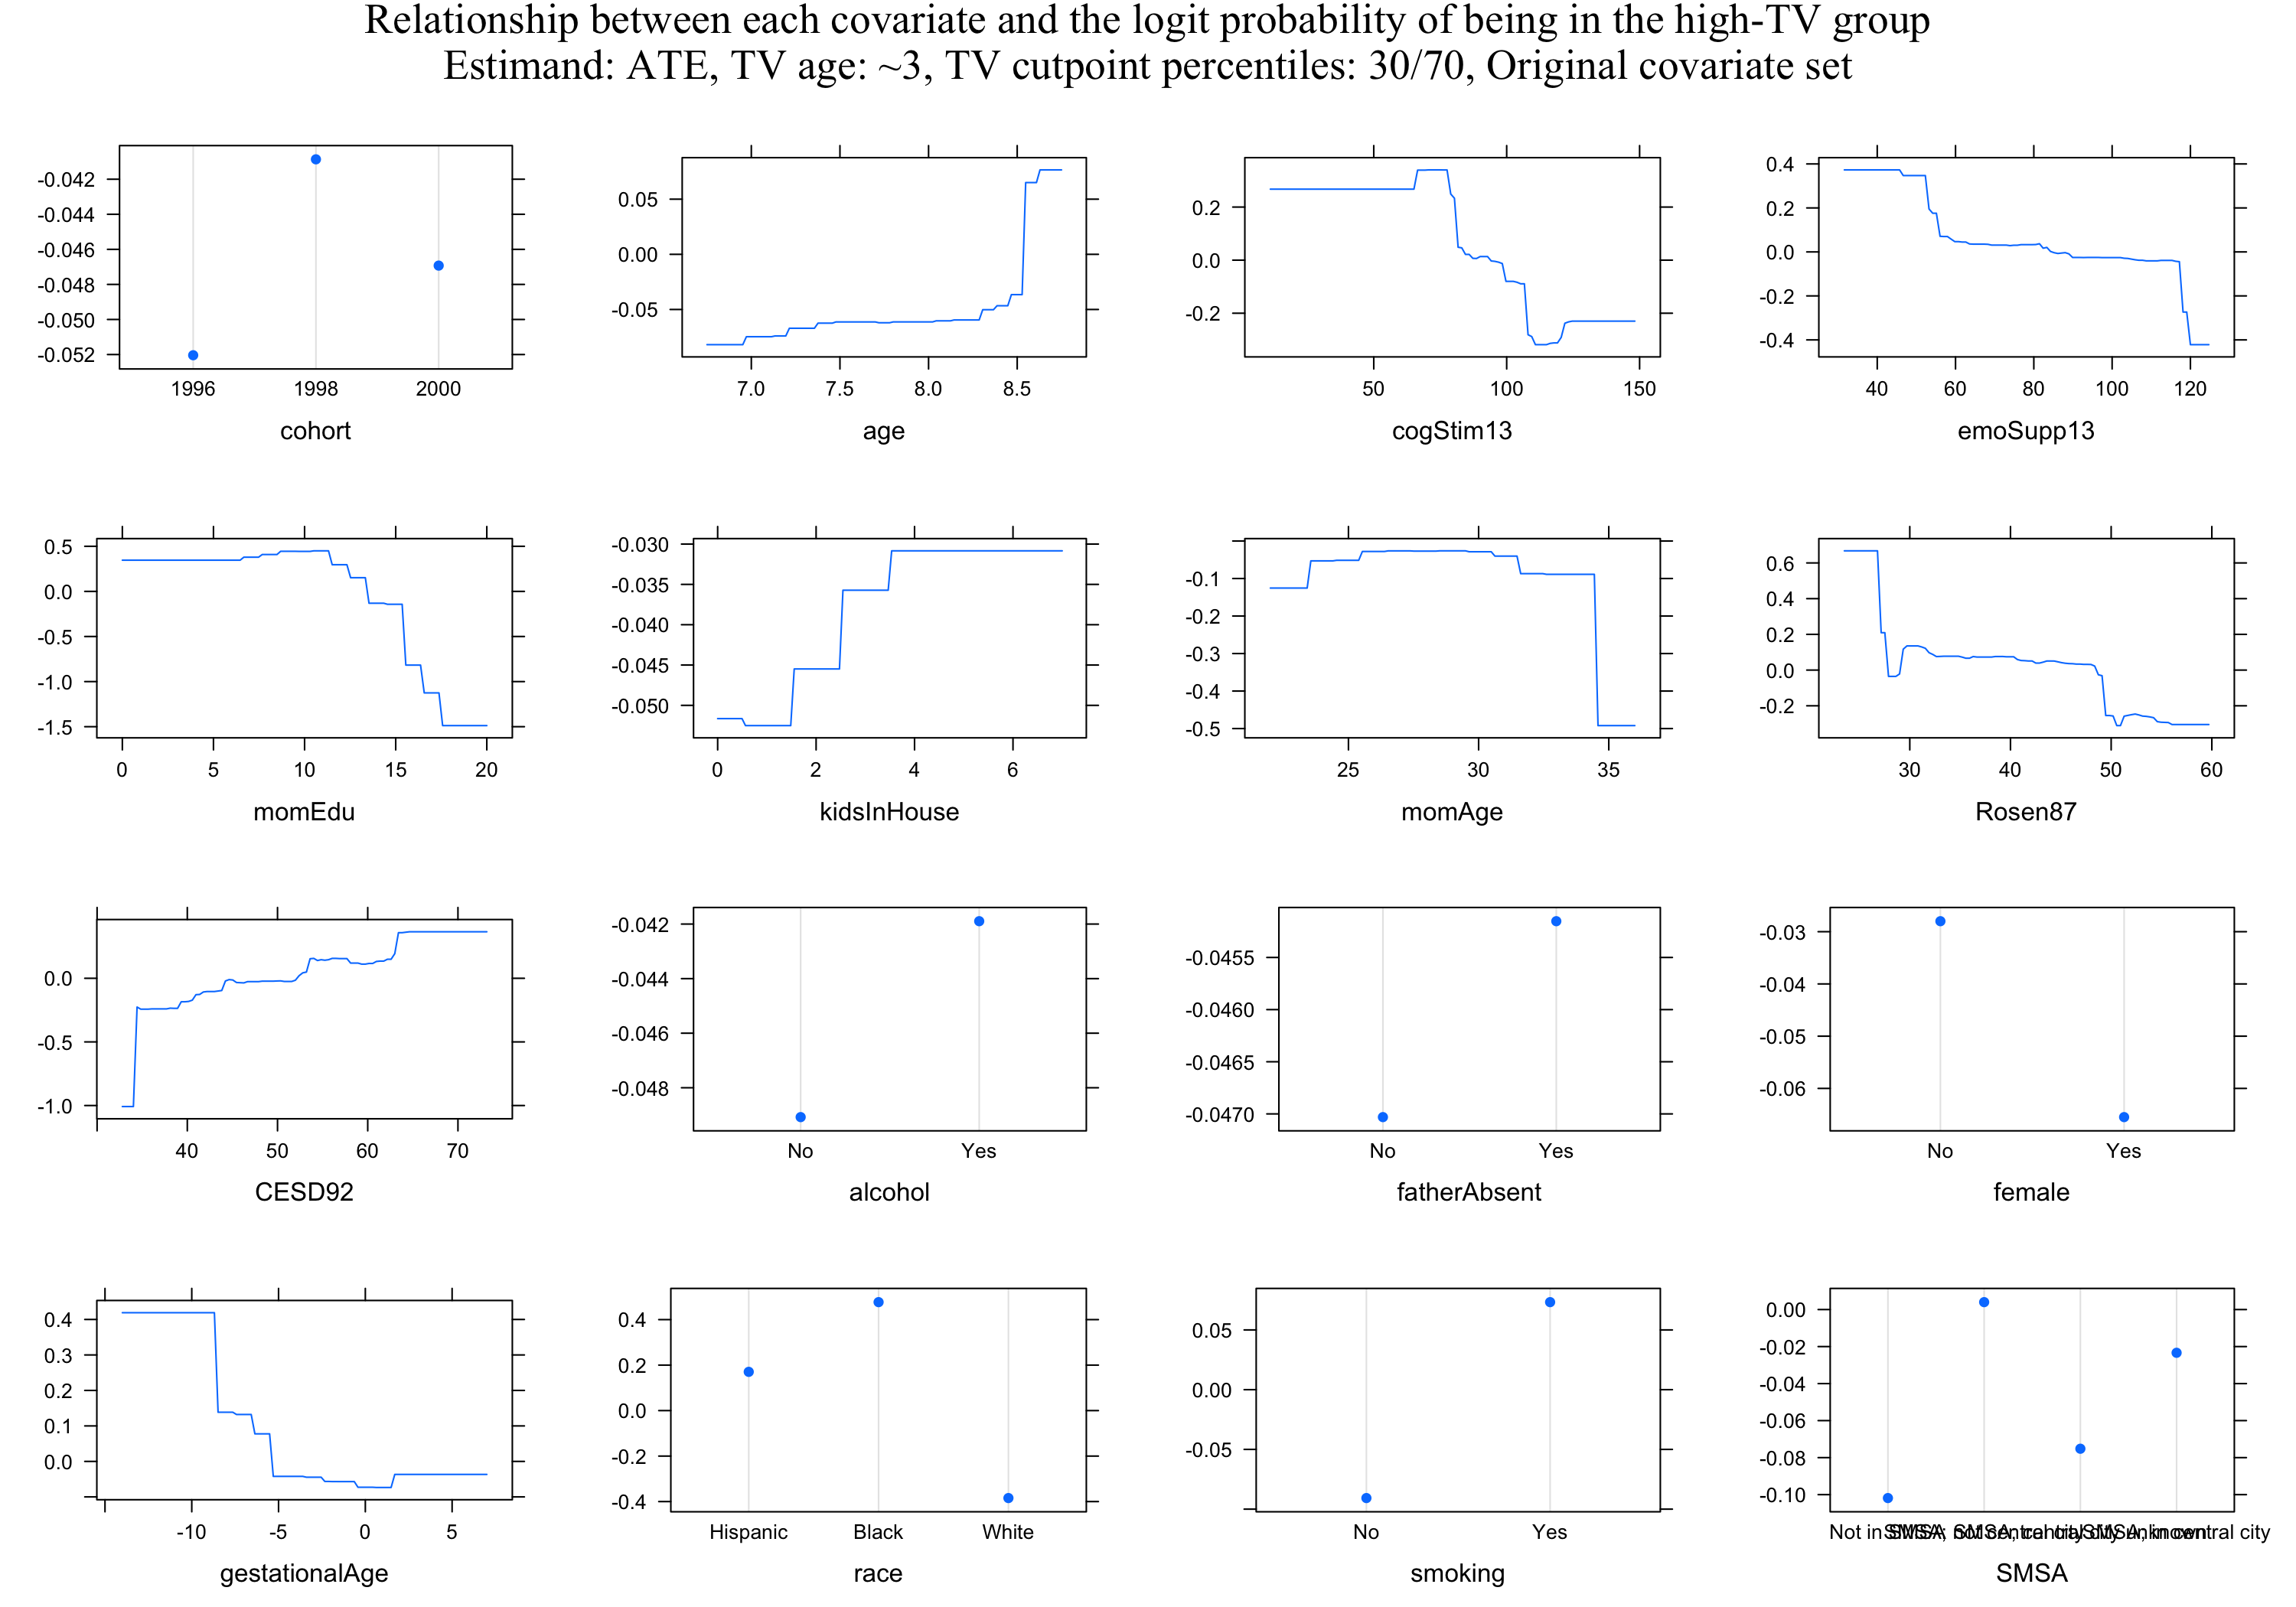 Relationship between each covariate and the logit probability of being in the high-TV group
Estimand: ATE, TV age: ~3, TV cutpoint percentiles: 30/70, Original covariate set
-0.042
-0.044
-0.046
-0.048
-0.050
-0.052
1996 1998 2000
cohort
0.05
0.00
-0.05
7.0 7.5 8.0 8.5
age
0.2
0.0
-0.2
50 100 150
cogStim13
0.4
0.2
0.0
-0.2
-0.4
40 60 80 100 120
emoSupp13
0.5
0.0
-0.5
-1.0
-1.5
0 5 10 15 20
momEdu
-0.030
-0.035
-0.040
-0.045
-0.050
0 2 4 6
kidsInHouse
-0.1
-0.2
-0.3
-0.4
-0.5
25 30 35
momAge
0.6
0.4
0.2
0.0
-0.2
30 40 50 60
Rosen87
0.0
-0.5
-1.0
40 50 60 70
CESD92
-0.042
-0.044
-0.046
-0.048
No Yes
alcohol
-0.0455
-0.0460
-0.0465
-0.0470
No Yes
fatherAbsent
-0.03
-0.04
-0.05
-0.06
No Yes
female
0.4
0.3
0.2
0.1
0.0
-10 -5 0 5
gestationalAge
0.4
0.2
0.0
-0.2
-0.4
Hispanic Black White
race
0.05
0.00
-0.05
No Yes
smoking
0.00
-0.02
-0.04
-0.06
-0.08
-0.10
Not in central city
SMSA